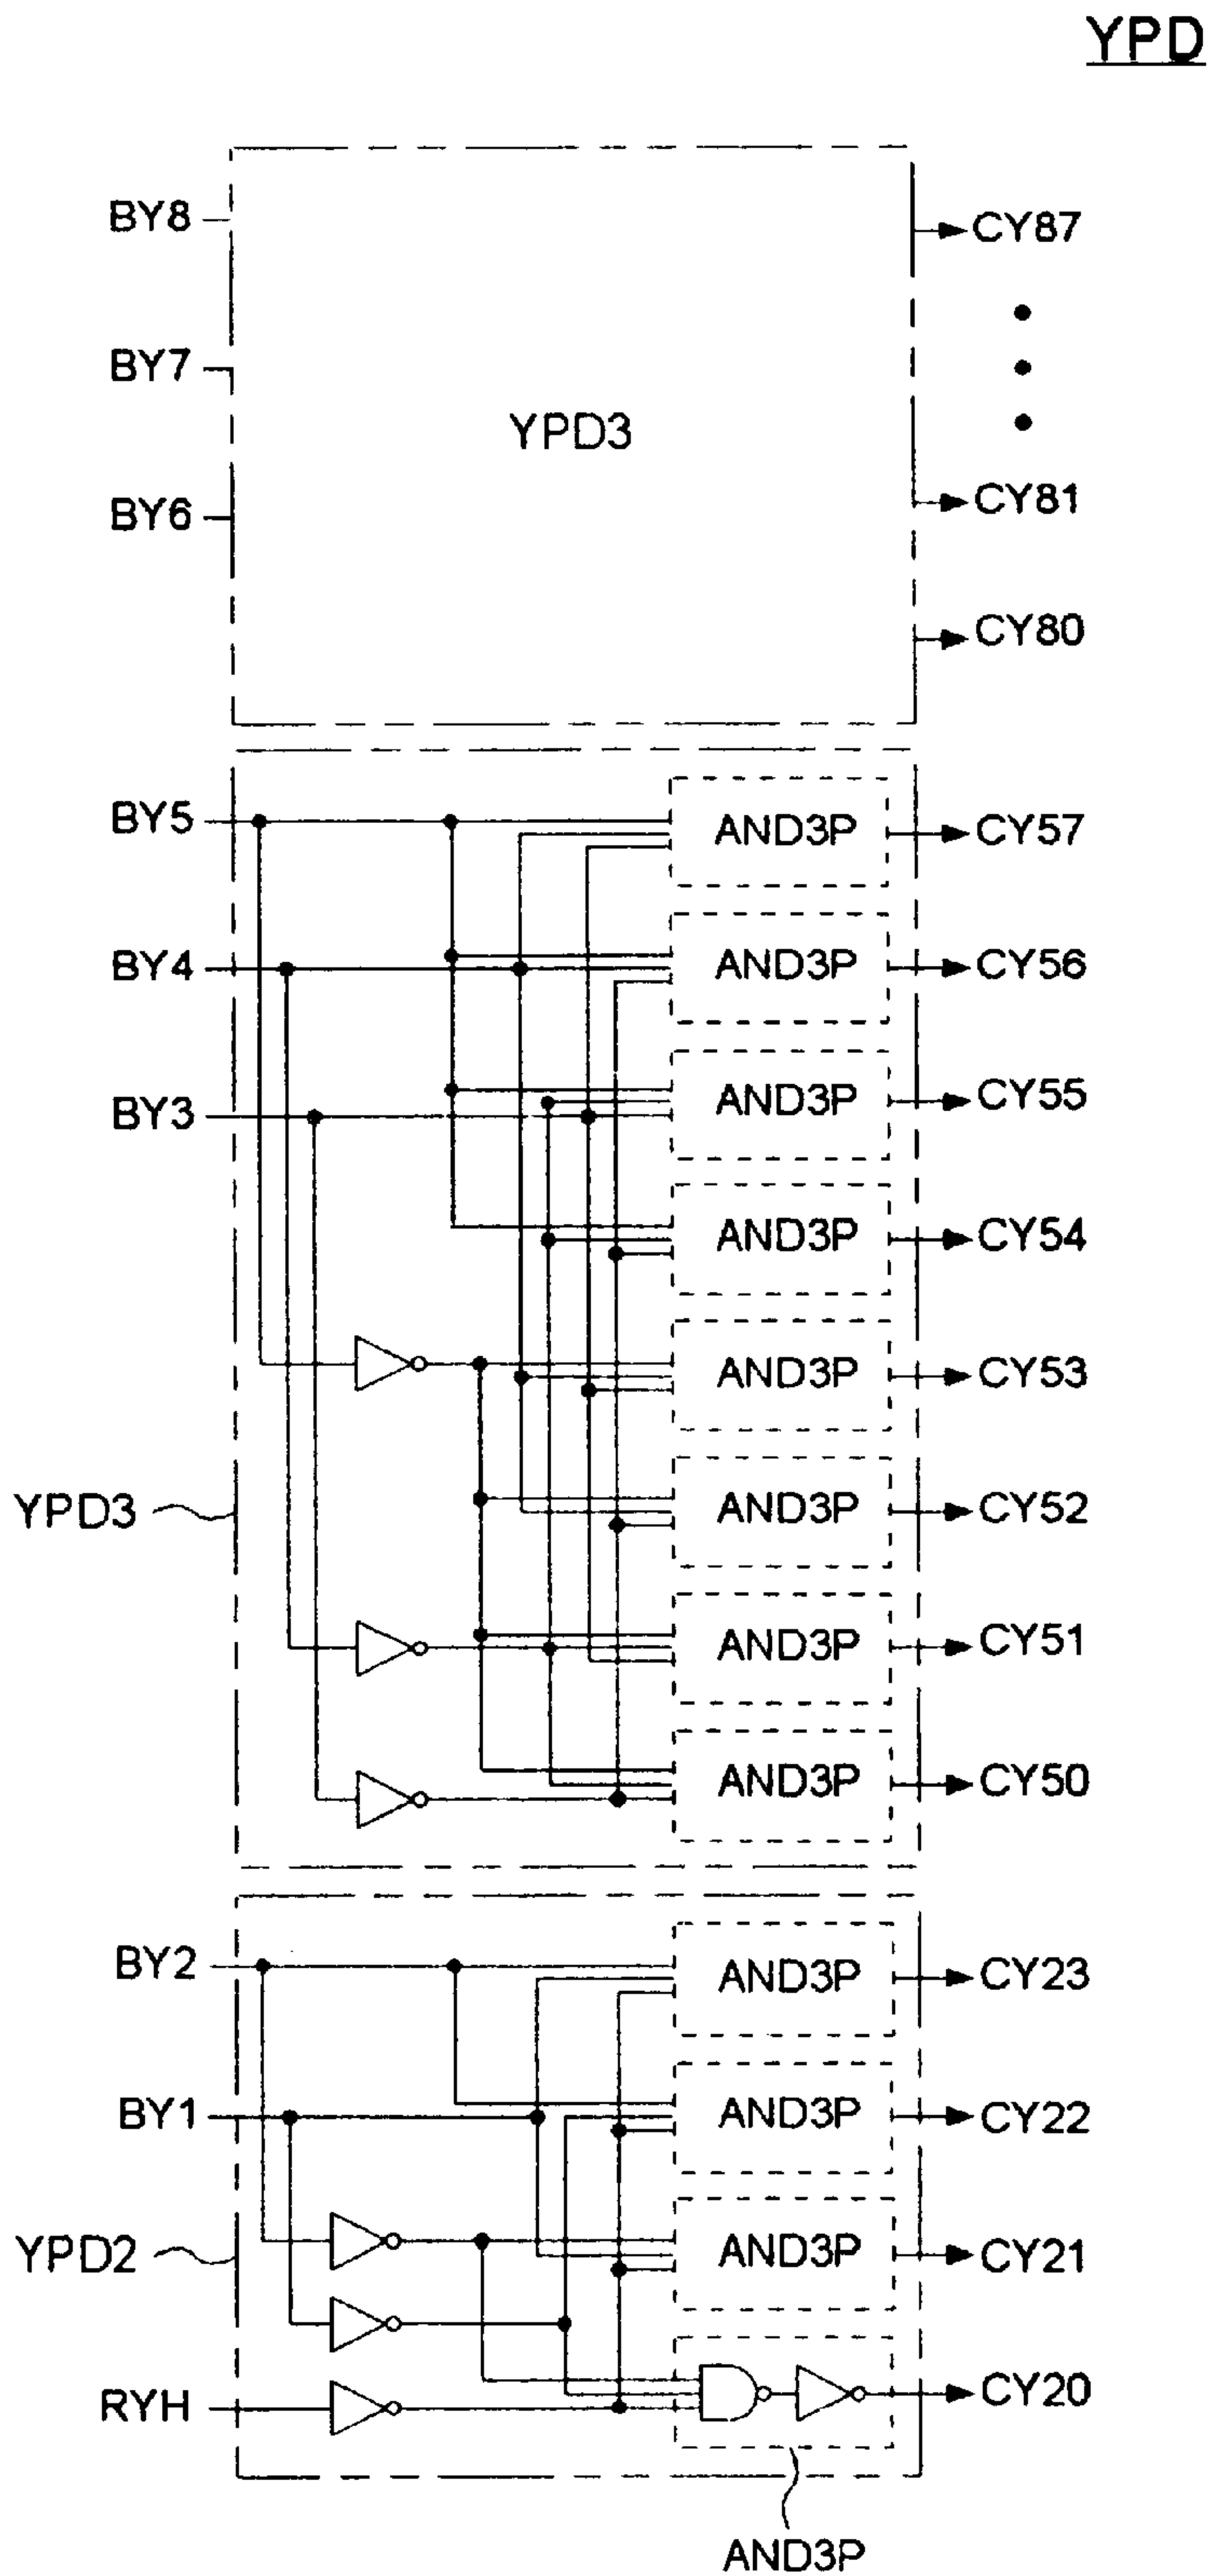 YPD
BY8
CY87
BY7
YPD3
BY6
CY81
CY80
BY5
AND3P
CY57
BY4
AND3P
CY56
BY3
AND3P
CY55
AND3P
CY54
AND3P
CY53
YPD3
AND3P
CY52
AND3P
CY51
AND3P
CY50
BY2
AND3P
CY23
BY1
AND3P
CY22
YPD2
AND3P
CY21
RYH
CY20
AND3P